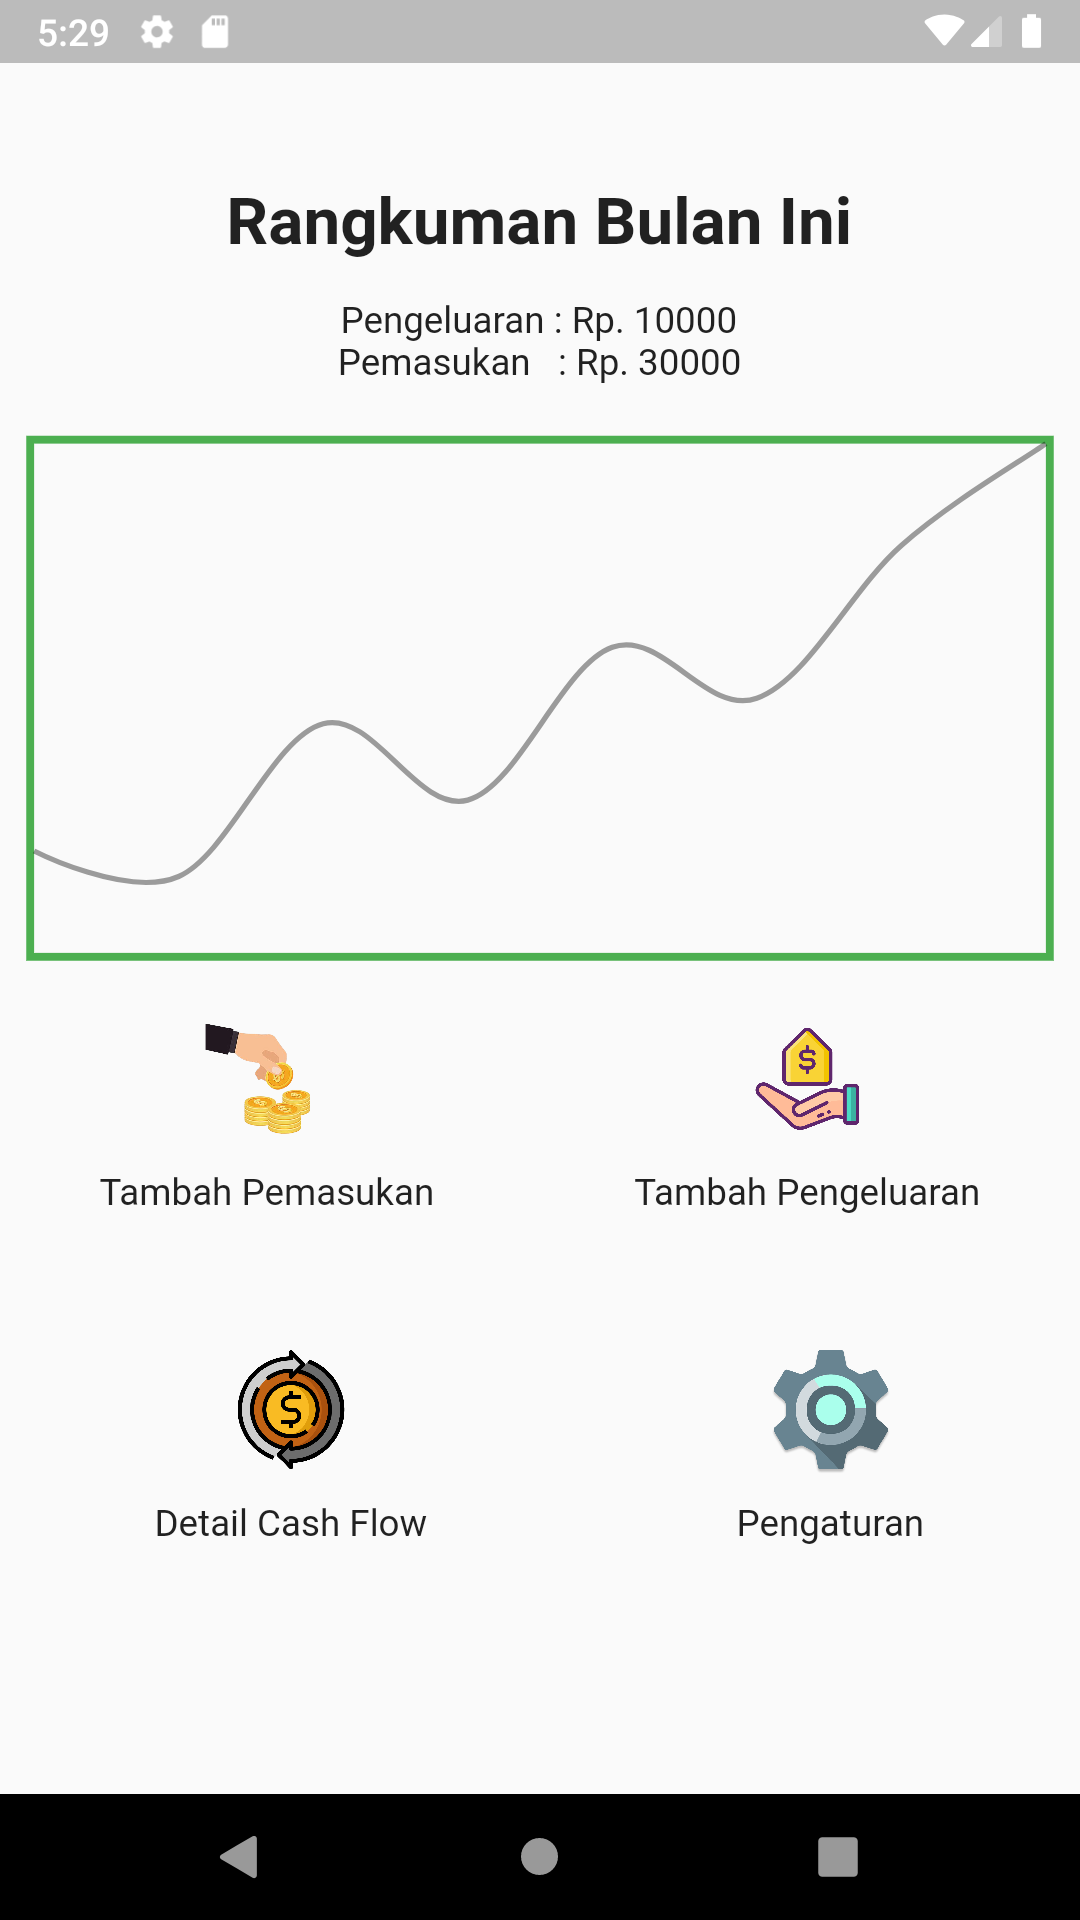 5:29
Rangkuman Bulan Ini
Pengeluaran : Rp. 10000
Pemasukan : Rp. 30000
Tambah Pemasukan
Tambah Pengeluaran
Detail Cash Flow
Pengaturan